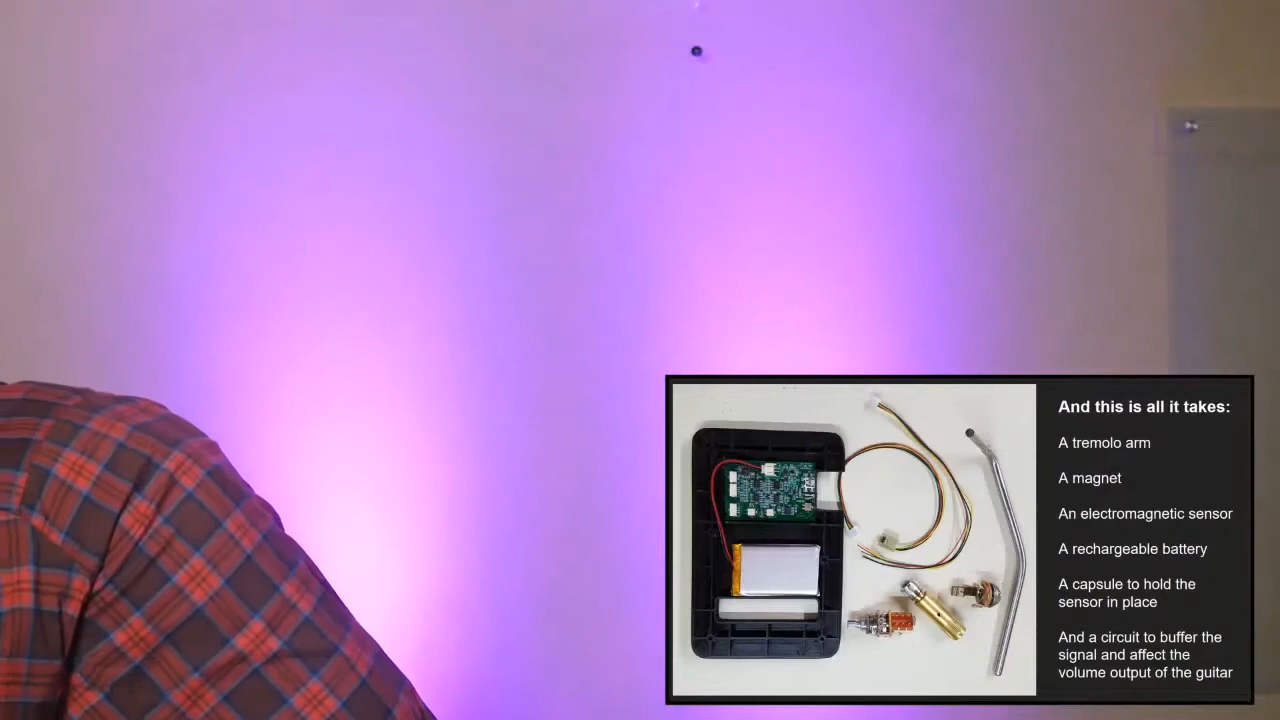 And this is all it takes:
A tremolo arm
A magnet
An electromagnetic sensor
A rechargeable battery
A capsule to hold the
sensor in place
And a circuit to buffer the
signal and affect the
volume output of the guitar